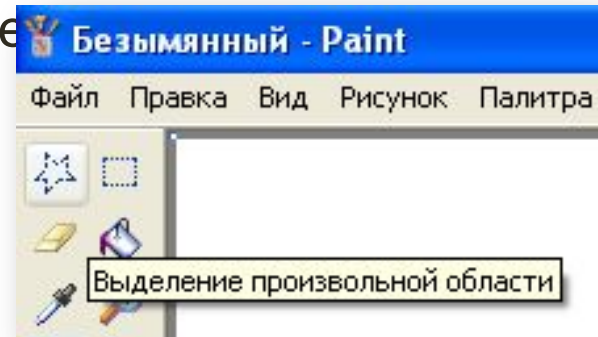 е
Безымянный - Paint
Файл Правка Вид Рисунок Палитра
Выделение произвольной области